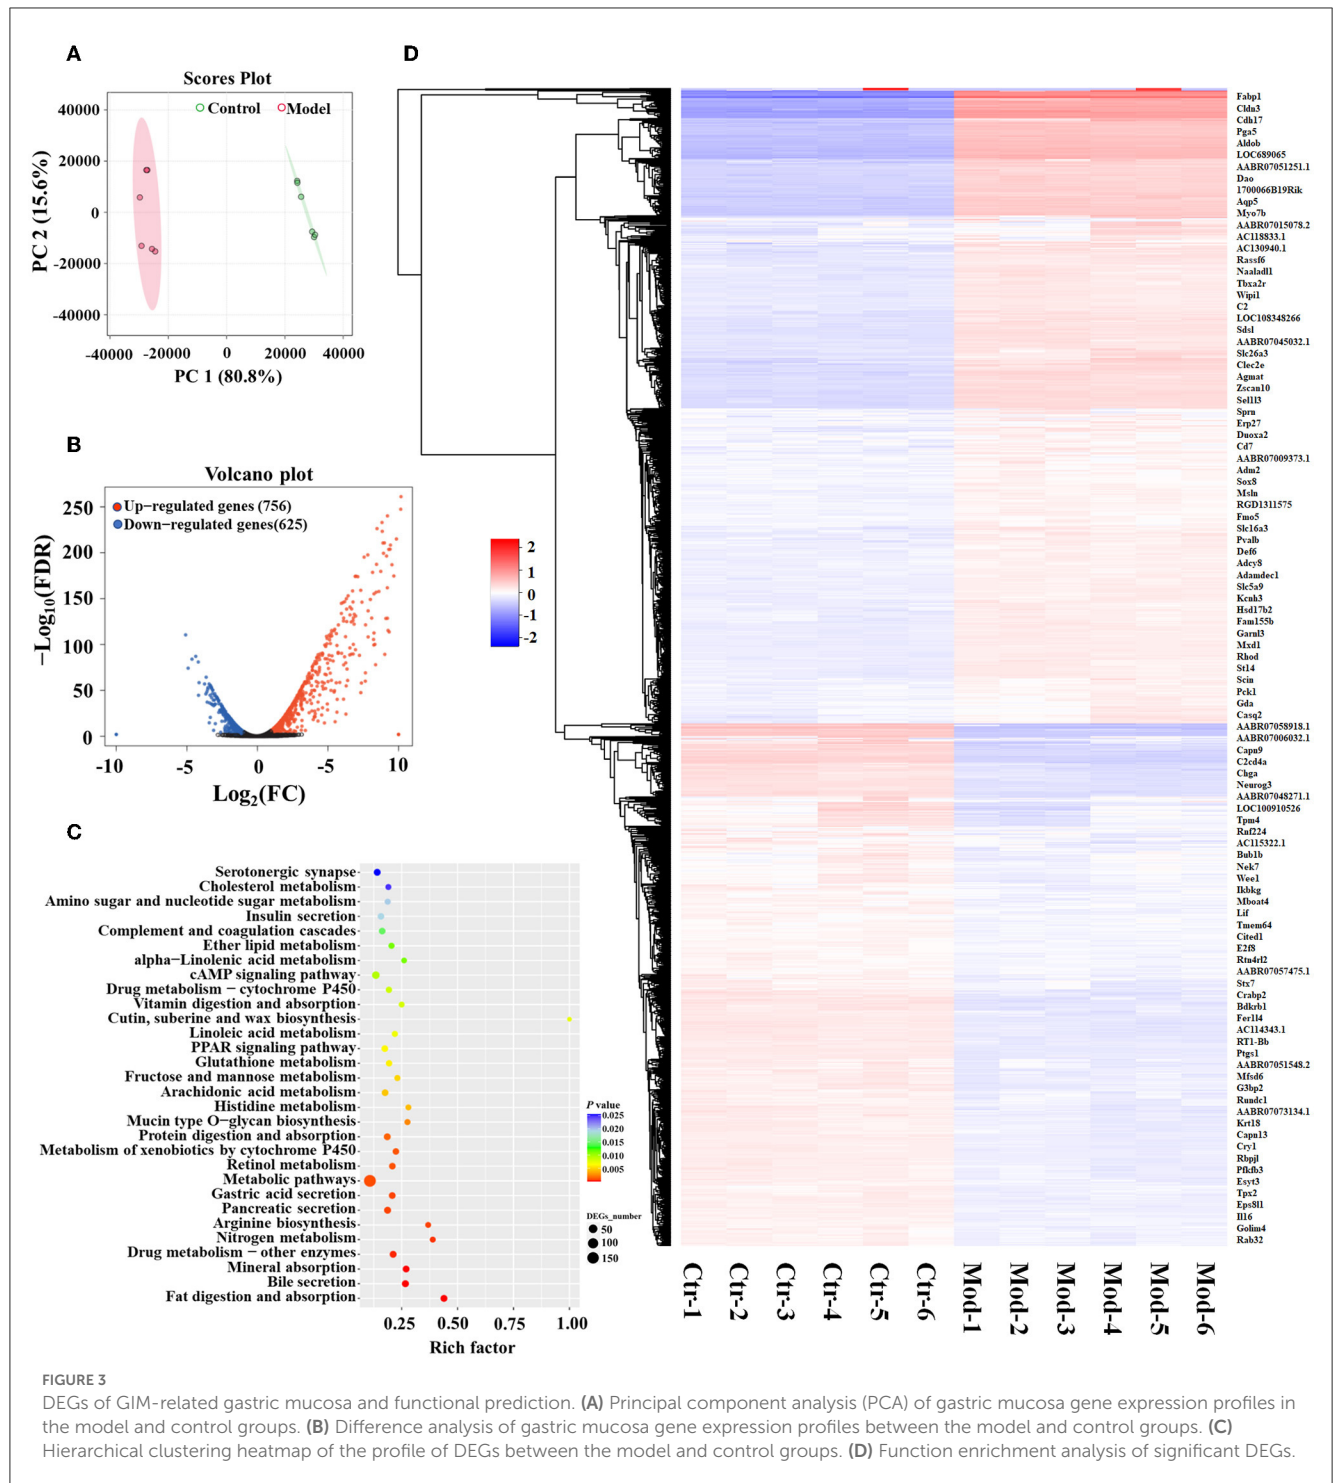 A
Scores Plot
Control
Model
40000
20000
0
-20000
-40000
PC 2 (15.6%)
-40000
-20000
0
20000
40000
PC 1 (80.8%)
B
Volcano plot
Up-regulated genes (756)
Down-regulated genes(625)
250
200
150
100
50
0
-Log10(FDR)
-10
-5
0
-5
10
Log2(FC)
C
Serotonergic synapse
Cholesterol metabolism
Amino sugar and nucleotide sugar metabolism
Insulin secretion
Complement and coagulation cascades
Ether lipid metabolism
alpha-Linolenic acid metabolism
cAMP signaling pathway
Drug metabolism - cytochrome P450
Vitamin digestion and absorption
Cutin, suberine and wax biosynthesis
Linoleic acid metabolism
PPAR signaling pathway
Glutathione metabolism
Fructose and mannose metabolism
Arachidonic acid metabolism
Histidine metabolism
Mucin type O-glycan biosynthesis
Protein digestion and absorption
Metabolism of xenobiotics by cytochrome P450
Retinol metabolism
Metabolic pathways
Gastric acid secretion
Pancreatic secretion
Arginine biosynthesis
Nitrogen metabolism
Drug metabolism - other enzymes
Mineral absorption
Bile secretion
Fat digestion and absorption
0.25
0.50
0.75
1.00
Rich factor
P value
0.025
0.020
0.015
0.010
0.005
DEGs_number
50
100
150
D
2
1
0
-1
-2
Fabp1
Cldn3
Cdh17
Pga5
Aldob
LOC689065
AABR07051251.1
Dao
1700066B19Rik
Aqp5
Myo7b
AABR07015078.2
AC118833.1
AC130940.1
Rassf6
Naaladl1
Tbxa2r
Wipi1
C2
LOC108348266
Sdsl
AABR07045032.1
Slc26a3
Clec2e
Agmat
Zscan10
Sel1l3
Sprn
Erp27
Duoxa2
Cd7
AABR07009373.1
Adm2
Sox8
Msln
RGD1311575
Fmo5
Slc16a3
Pvalb
Def6
Adcy8
Adamdec1
Slc5a9
Kcnh3
Hsd17b2
Fam155b
Garnl3
Mxd1
Rhod
St14
Scin
Pck1
Gda
Casq2
AABR07058918.1
AABR07006032.1
Capn9
C2cd4a
Chga
Neurog3
AABR07048271.1
LOC100910526
Tpm4
Rnf224
AC115322.1
Bub1b
Nek7
Wee1
Ikbkg
Mboat4
Lif
Tmem64
Cited1
E2f8
Rtn4rl2
AABR07057475.1
Stx7
Crabp2
Bdkrb1
Fer1l4
AC114343.1
RT1-Bb
Ptgs1
AABR07051548.2
Mfsd6
G3bp2
Rundc1
AABR07073134.1
Krt18
Capn13
Cry1
Rbpjl
Pfkfb3
Esyt3
Tpx2
Eps8l1
Il16
Golim4
Rab32
Ctr-1
Ctr-2
Ctr-3
Ctr-4
Ctr-5
Ctr-6
Mod-1
Mod-2
Mod-3
Mod-4
Mod-5
Mod-6
FIGURE 3
DEGs of GIM-related gastric mucosa and functional prediction. (A) Principal component analysis (PCA) of gastric mucosa gene expression profiles in
the model and control groups. (B) Difference analysis of gastric mucosa gene expression profiles between the model and control groups. (C)
Hierarchical clustering heatmap of the profile of DEGs between the model and control groups. (D) Function enrichment analysis of significant DEGs.